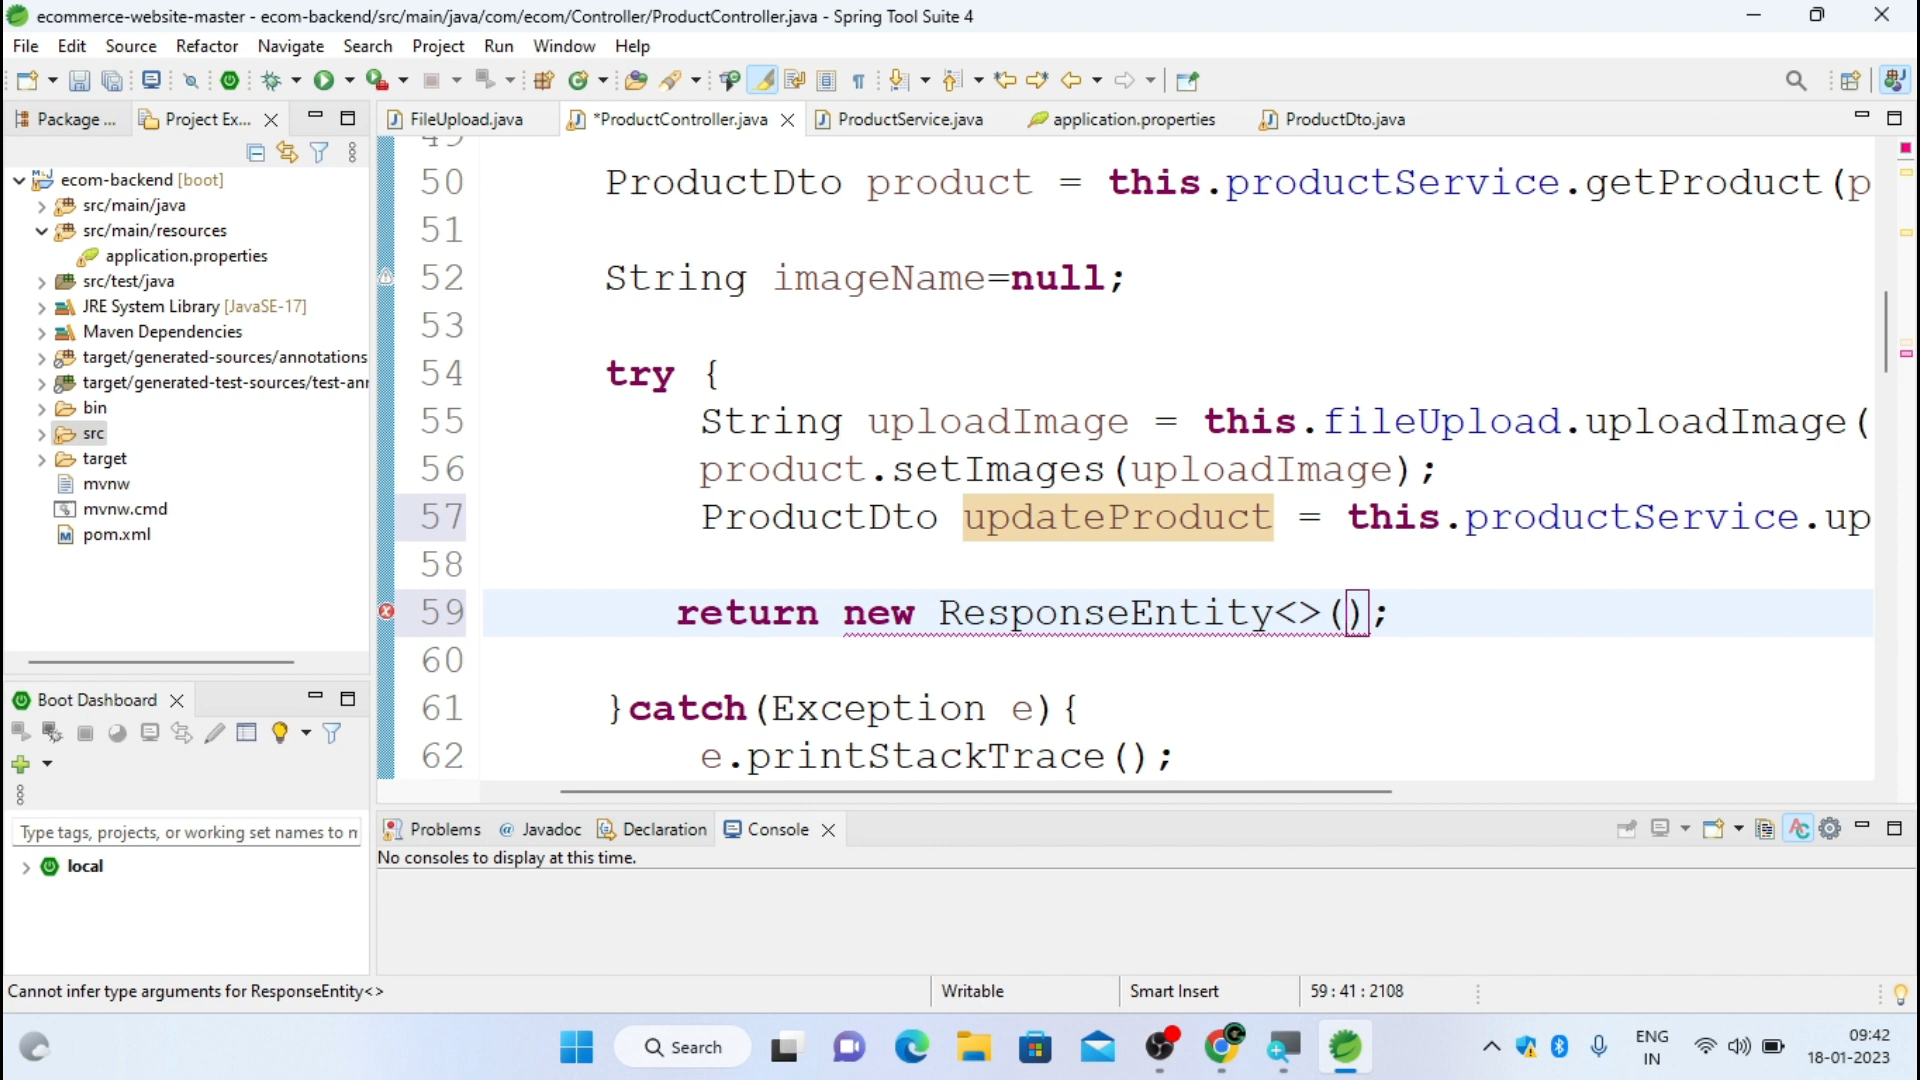 ecommerce-website-master - ecom-backend/src/main/java/com/ecom/Controller/ProductController.java - Spring Tool Suite 4
File Edit Source Refactor Navigate Search Project Run Window Help
Package ... Project Ex...
FileUpload.java *ProductController.java ProductService.java application.properties ProductDto.java
ecom-backend [boot]
src/main/java
src/main/resources
application.properties
src/test/java
JRE System Library [JavaSE-17]
Maven Dependencies
target/generated-sources/annotations
target/generated-test-sources/test-anr
bin
src
target
mvnw
mvnw.cmd
pom.xml
50 ProductDto product = this.productService.getProduct(p
51
52 String imageName=null;
53
54 try {
55 String uploadImage = this.fileUpload.uploadImage(
56 product.setImages(uploadImage);
57 ProductDto updateProduct = this.productService.up
58
59 return new ResponseEntity<>();
60
61 }catch(Exception e){
62 e.printStackTrace();
Boot Dashboard
Type tags, projects, or working set names to m
local
Problems @ Javadoc Declaration Console
No consoles to display at this time.
Cannot infer type arguments for ResponseEntity<> Writable Smart Insert 59 : 41 : 2108
Search
ENG
IN
09:42
18-01-2023